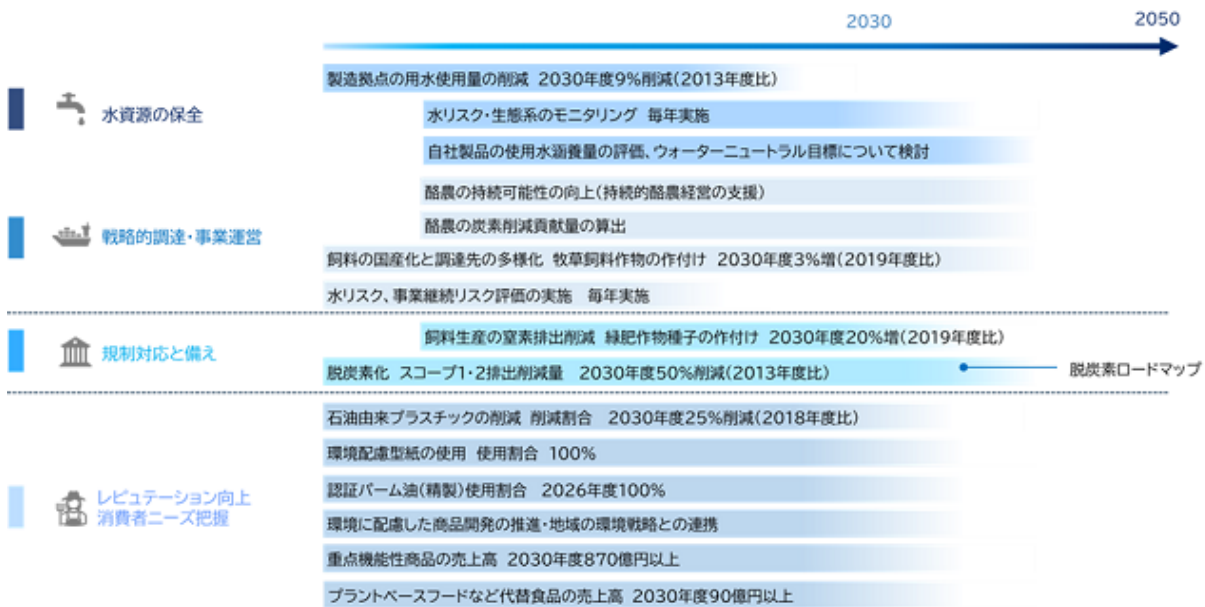 2030
2050
水資源の保全
製造拠点の用水使用量の削減 2030年度9%削減(2013年度比)
水リスク・生態系のモニタリング 毎年実施
自社製品の使用水涵養量の評価、ウォーターニュートラル目標について検討
戦略的調達・事業運営
酪農の持続可能性の向上(持続的酪農経営の支援)
酪農の炭素削減貢献量の算出
飼料の国産化と調達先の多様化 牧草飼料作物の作付け 2030年度3%増(2019年度比)
水リスク、事業継続リスク評価の実施 毎年実施
規制対応と備え
飼料生産の窒素排出削減 緑肥作物種子の作付け 2030年度20%増(2019年度比)
脱炭素化 スコープ1・2排出削減量 2030年度50%削減(2013年度比)
脱炭素ロードマップ
レピュテーション向上
消費者ニーズ把握
石油由来プラスチックの削減 削減割合 2030年度25%削減(2018年度比)
環境配慮型紙の使用 使用割合 100%
認証パーム油(精製)使用割合 2026年度100%
環境に配慮した商品開発の推進・地域の環境戦略との連携
重点機能性商品の売上高 2030年度870億円以上
プラントベースフードなど代替食品の売上高 2030年度90億円以上